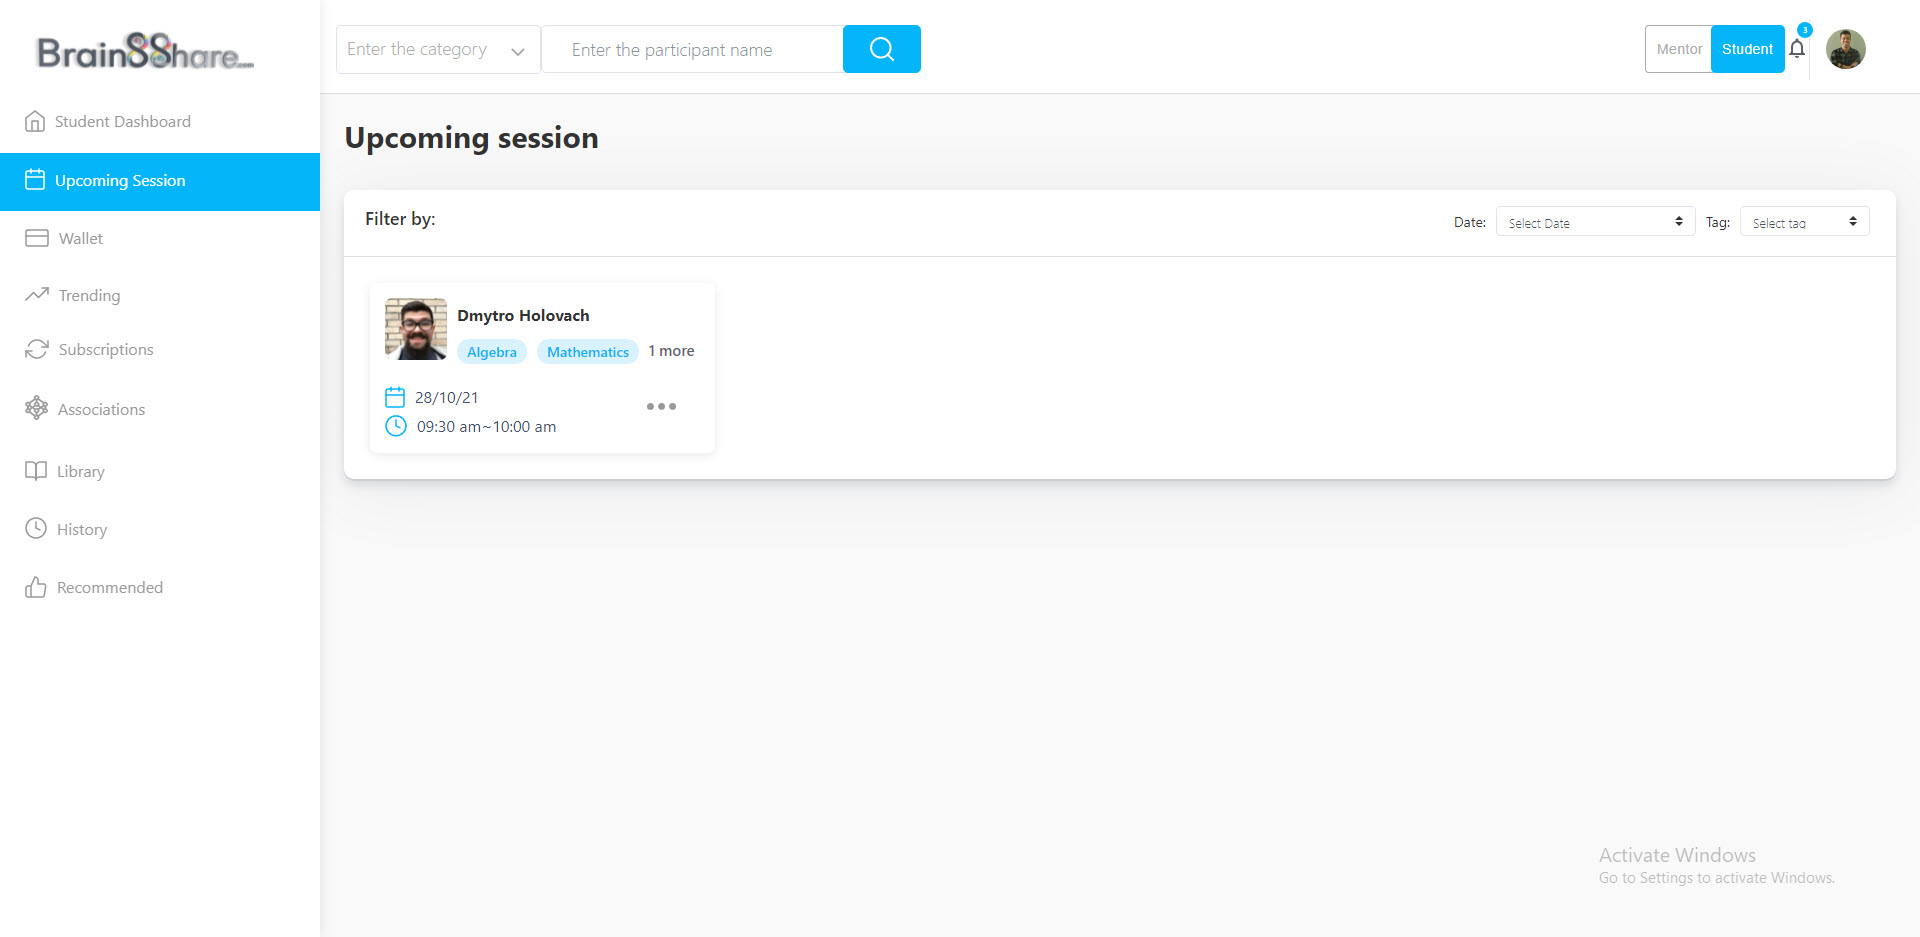 Brain88hare.com
Enter the category
Enter the participant name
Mentor
Student
3
Student Dashboard
Upcoming Session
Wallet
Trending
Subscriptions
Associations
Library
History
Recommended
Upcoming session
Filter by:
Date:
Select Date
Tag:
Select tag
Dmytro Holovach
Algebra
Mathematics
1 more
28/10/21
09:30 am~10:00 am
Activate Windows
Go to Settings to activate Windows.